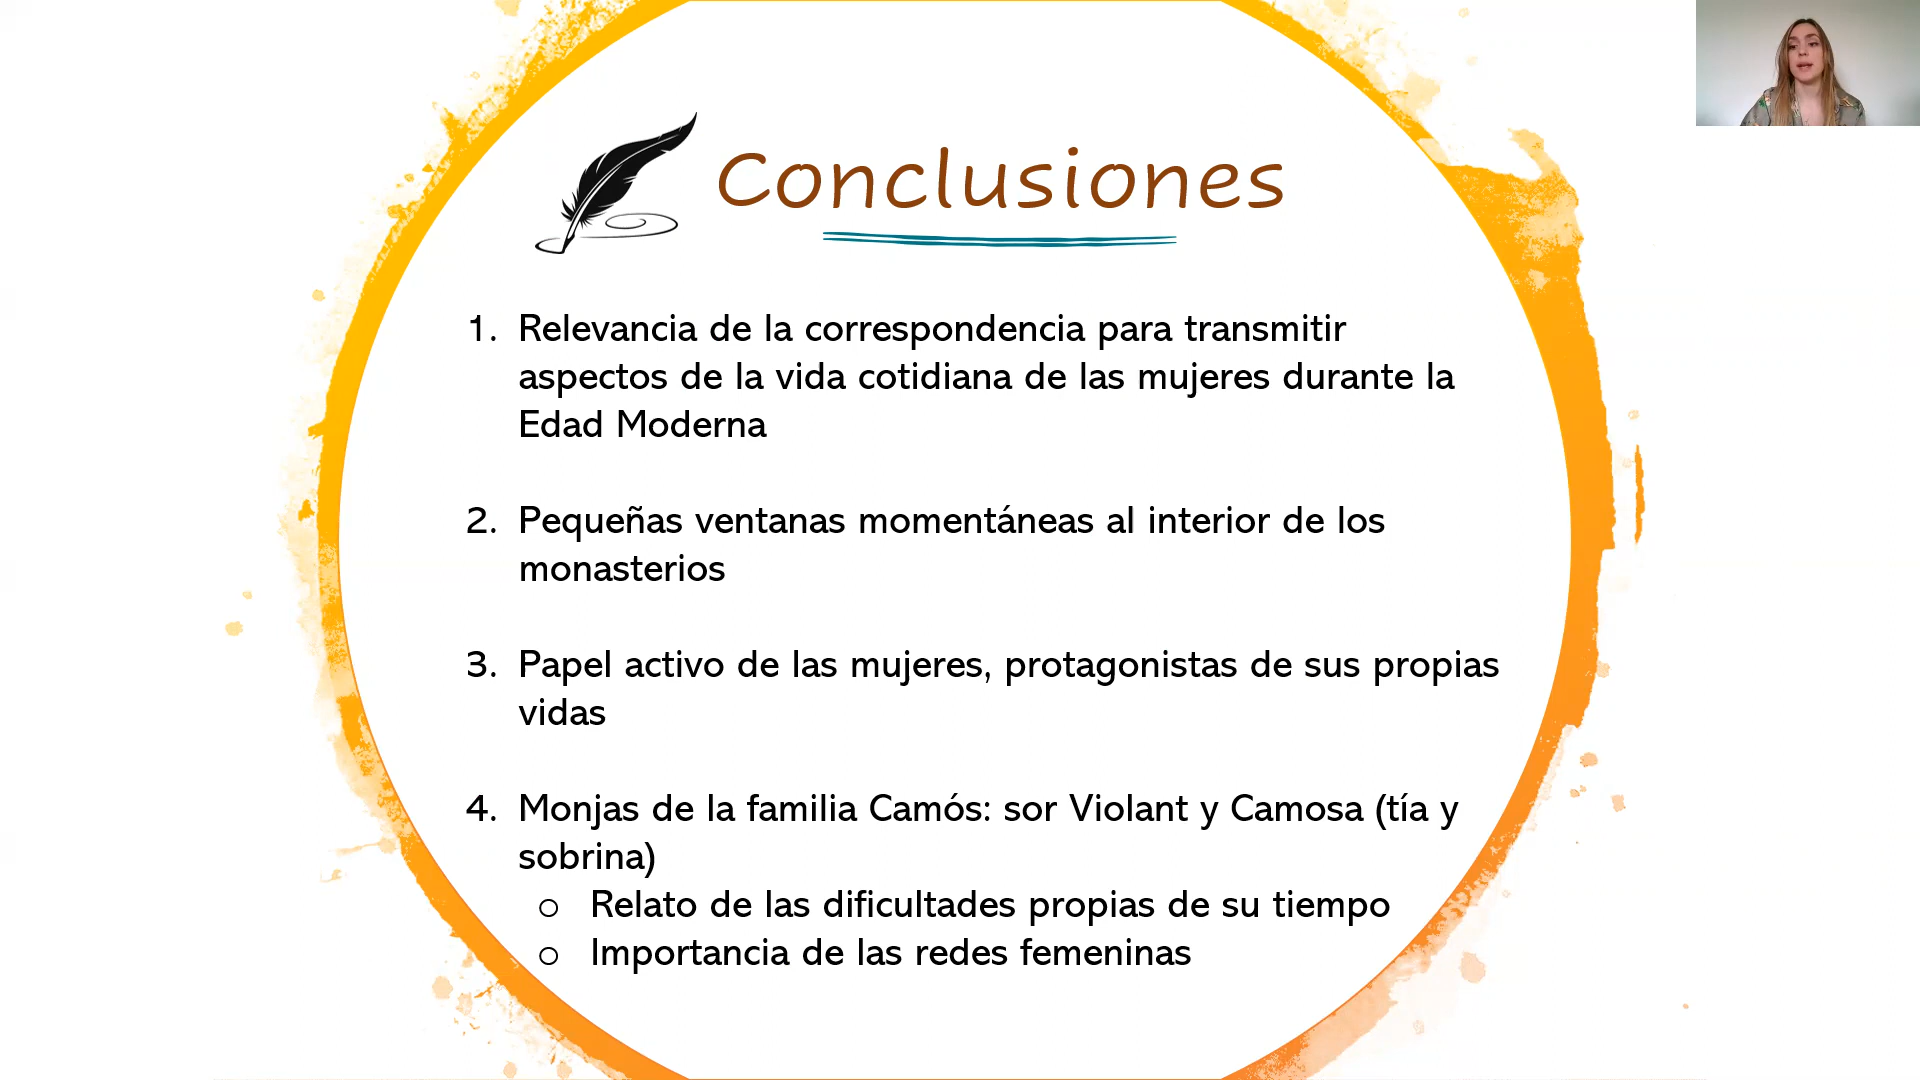 Conclusiones
1. Relevancia de la correspondencia para transmitir
aspectos de la vida cotidiana de las mujeres durante la
Edad Moderna
2. Pequeñas ventanas momentáneas al interior de los
monasterios
3. Papel activo de las mujeres, protagonistas de sus propias
vidas
4. Monjas de la familia Camós: sor Violant y Camosa (tía y
sobrina)
o Relato de las dificultades propias de su tiempo
o Importancia de las redes femeninas